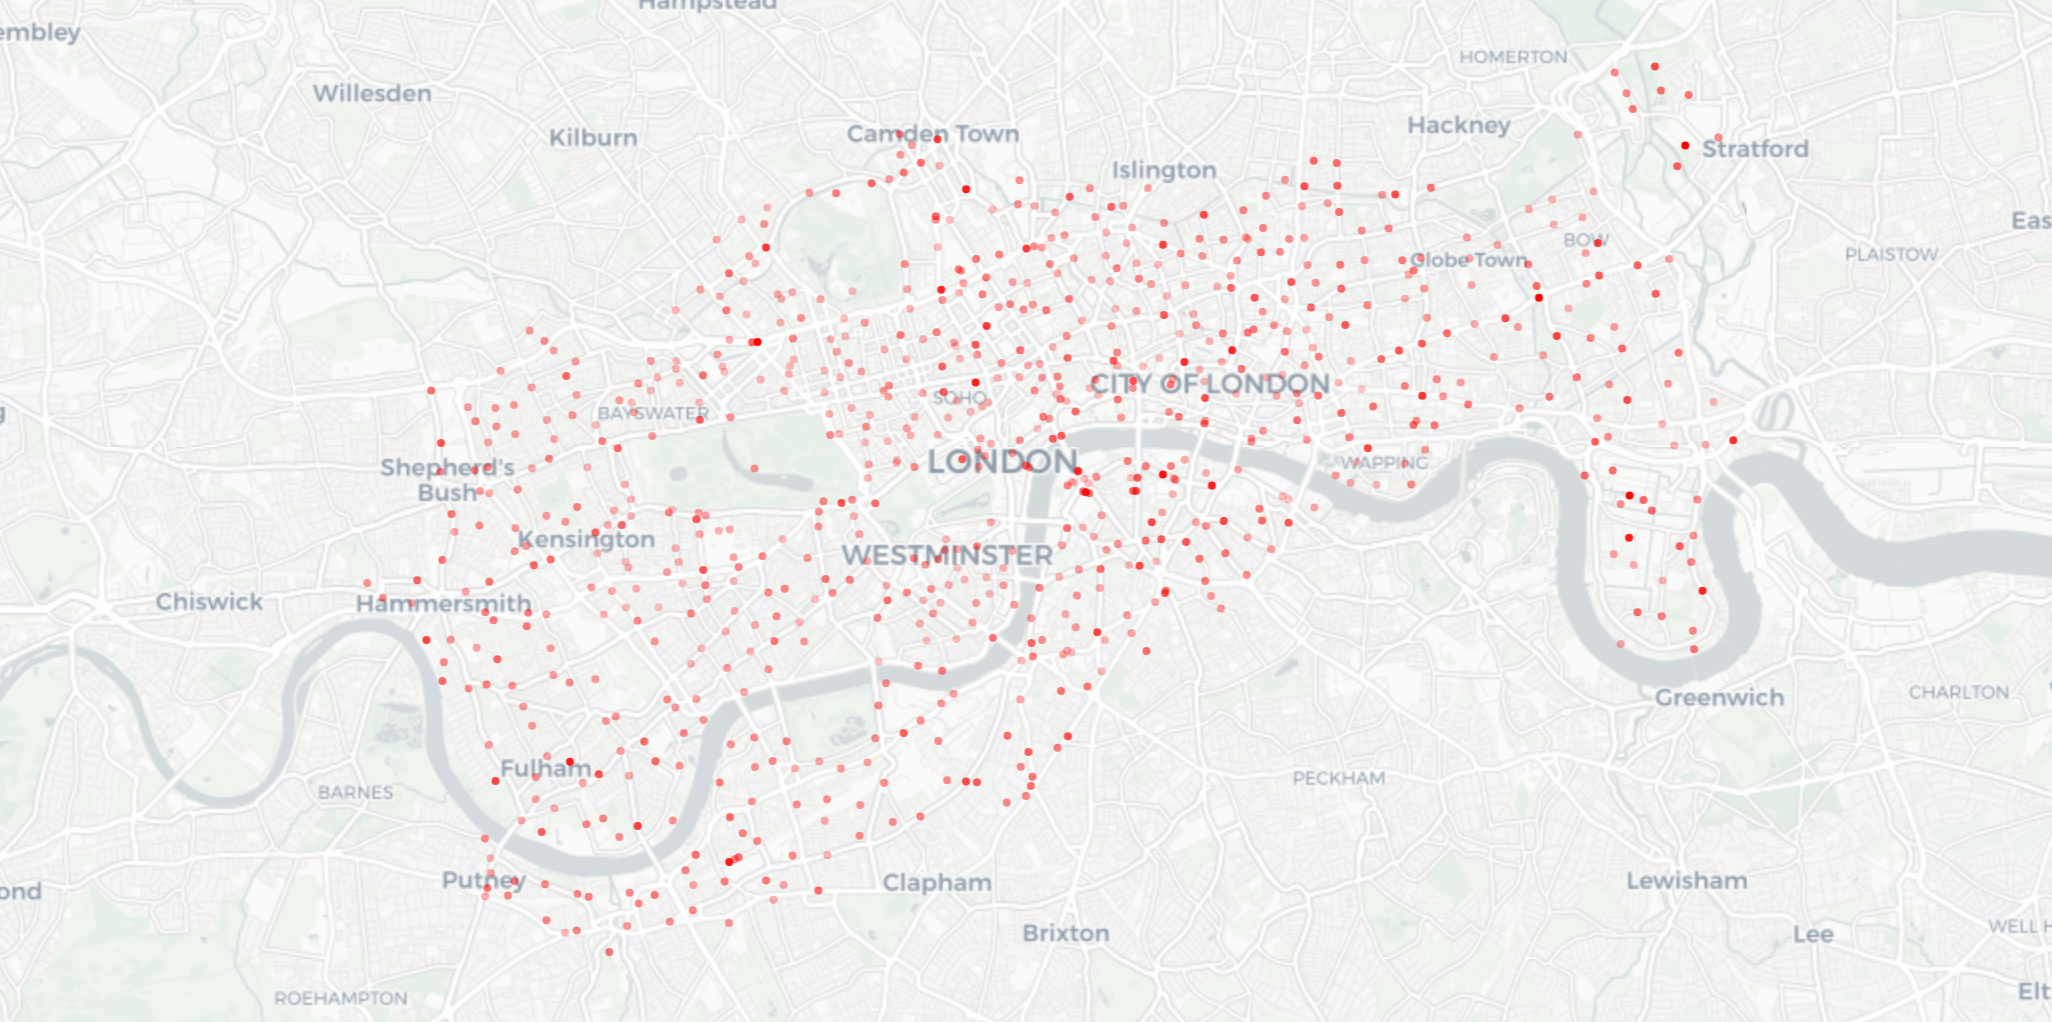 Hampstead
embley
HOMERTON
Willesden
Hackney
Camden Town
Kilburn
Stratford
Islington
Eas
BOW
PLAISTOW
Globe Town
CITY OF LONDON
SOHO
BAYSWATER
LONDON
WAPPING
Shepherd's
Bush
Kensington
WESTMINSTER
Chiswick
Hammersmith
CHARLTON
Greenwich
Fulham
PECKHAM
BARNES
Putney
Clapham
Lewisham
ond
WELL H
Brixton
Lee
Elt
ROEHAMPTON